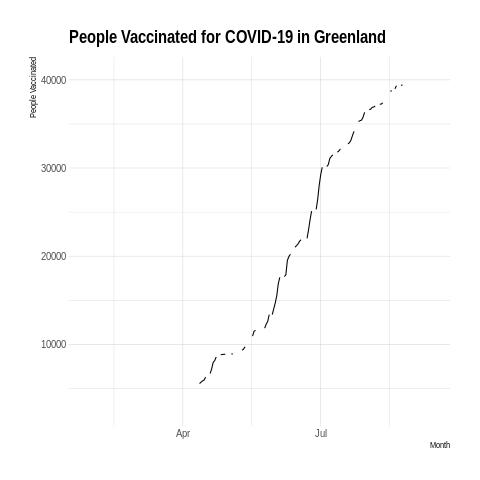 People Vaccinated for COVID-19 in Greenland
People Vaccinated
40000
30000
20000
10000
Apr
Jul
Month